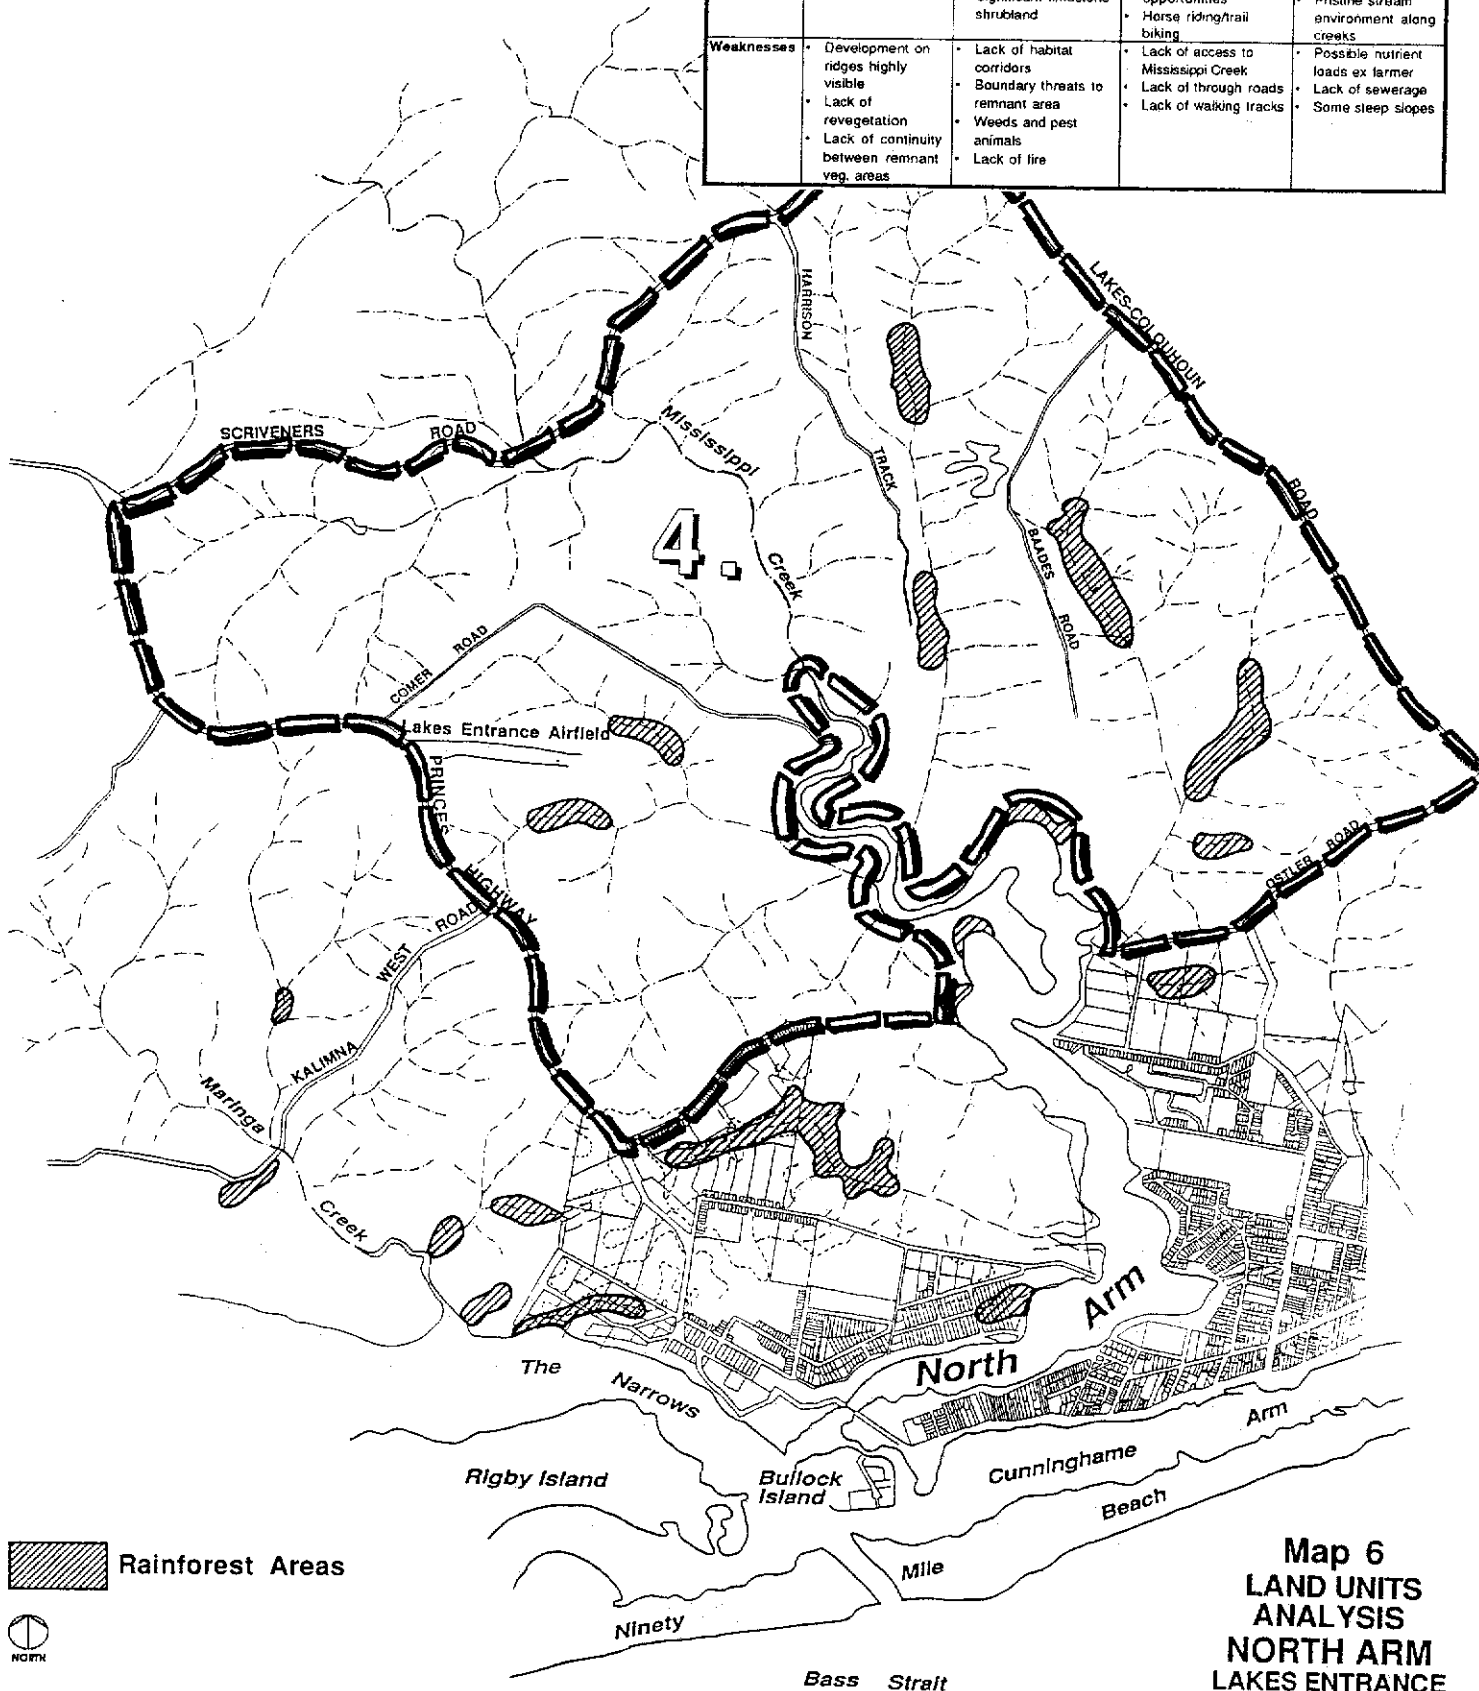 significant limestone
shrubland
opportunities
• Horse riding/trail
biking
• Pristine stream
environment along
creeks
Weaknesses
• Development on
ridges highly
visible
• Lack of
revegetation
• Lack of continuity
between remnant
veg. areas
• Lack of habitat
corridors
• Boundary threats to
remnant area
• Weeds and pest
animals
• Lack of fire
• Lack of access to
Mississippi Creek
• Lack of through roads
• Lack of walking tracks
• Possible nutrient
loads ex farmer
• Lack of sewerage
• Some steep slopes
HARRISON
TRACK
LAKES-COLQUHOUN
ROAD
SCRIVENERS ROAD
Mississippi
Creek
4.
BAADES
ROAD
COMER ROAD
Lakes Entrance Airfield
PRINCES
HIGHWAY
OSTLER ROAD
KALIMNA WEST ROAD
Maringa
Creek
North Arm
The Narrows
Rigby Island
Bullock
Island
Cunninghame Arm
Ninety Mile Beach
Bass Strait
Rainforest Areas
NORTH
Map 6
LAND UNITS
ANALYSIS
NORTH ARM
LAKES ENTRANCE